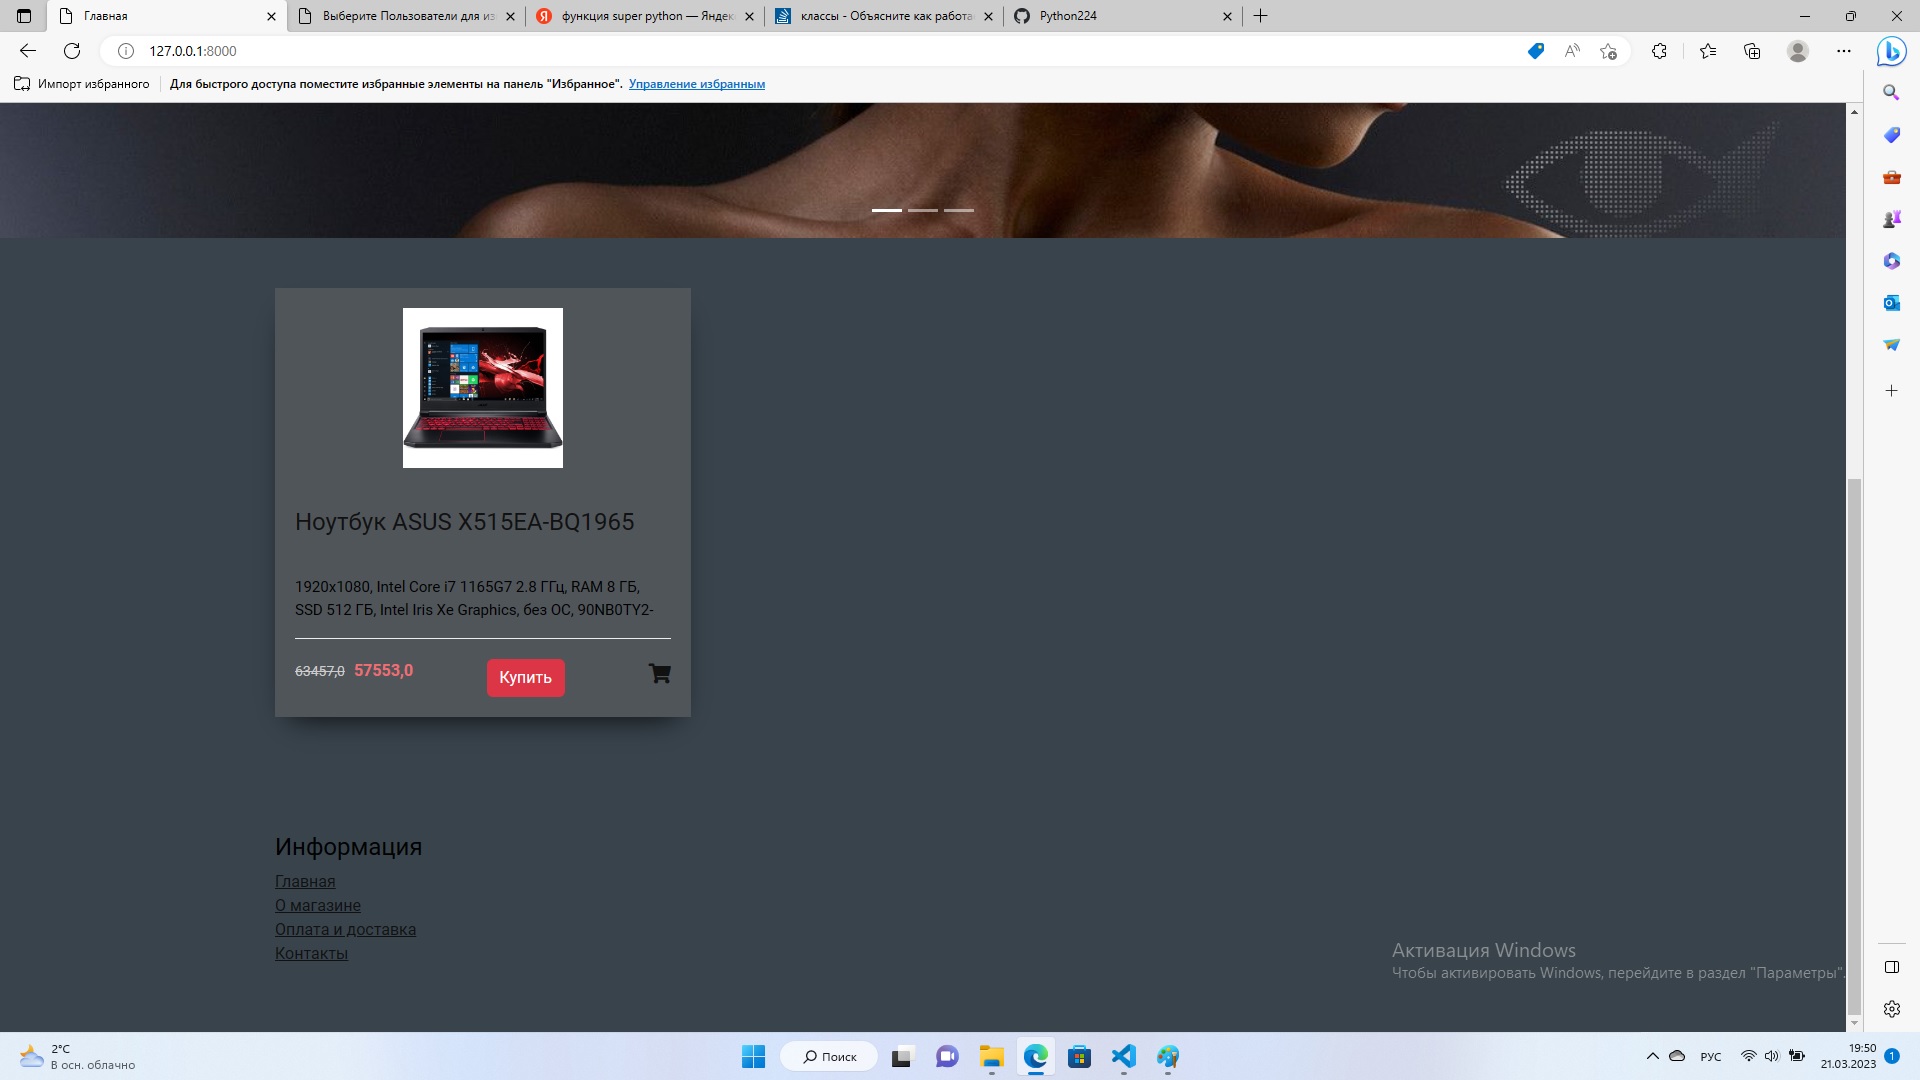 Главная
Выберите Пользователи для из
функция super python — Яндек
классы - Объясните как работа
Python224
127.0.0.1:8000
Импорт избранного
Для быстрого доступа поместите избранные элементы на панель "Избранное". Управление избранным
Ноутбук ASUS X515EA-BQ1965
1920x1080, Intel Core i7 1165G7 2.8 ГГц, RAM 8 ГБ,
SSD 512 ГБ, Intel Iris Xe Graphics, без ОС, 90NB0TY2-
63457,0 57553,0
Купить
Информация
Главная
О магазине
Оплата и доставка
Контакты
Активация Windows
Чтобы активировать Windows, перейдите в раздел "Параметры".
2°C
В осн. облачно
Поиск
РУС
19:50
21.03.2023
1